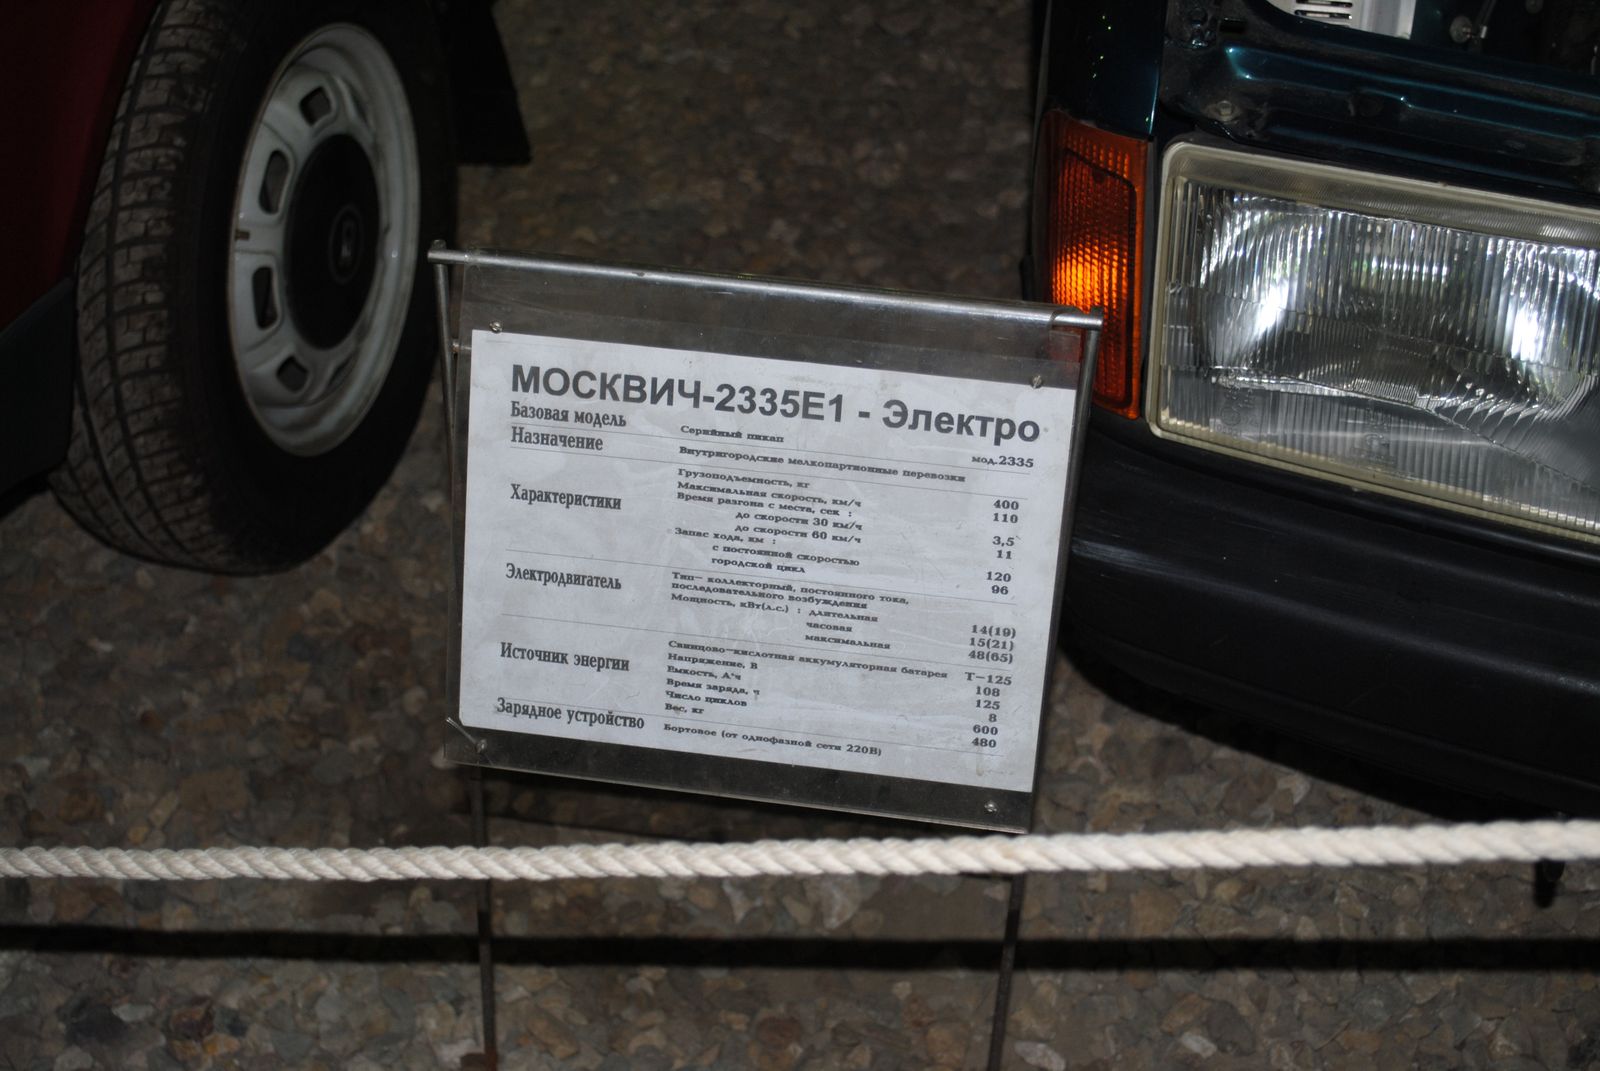 МОСКВИЧ-2335Е1 - Электро
Базовая модель Серийный пикап мод.2335
Назначение Внутригородские мелкопартионные перевозки
Характеристики Грузоподъемность, кг 400
Максимальная скорость, км/ч 110
Время разгона с места, сек :
до скорости 30 км/ч 3,5
до скорости 60 км/ч 11
Запас хода, км :
с постоянной скоростью 120
городской цикл 96
Электродвигатель Тип- коллекторный, постоянного тока,
последовательного возбуждения
Мощность, кВт(л.с.) : длительная 14(19)
часовая 15(21)
максимальная 48(65)
Источник энергии Свинцово-кислотная аккумуляторная батарея Т-125
Напряжение, В 108
Емкость, А*ч 125
Время заряда, ч 8
Число циклов 600
Вес, кг 480
Зарядное устройство Бортовое (от однофазной сети 220В)